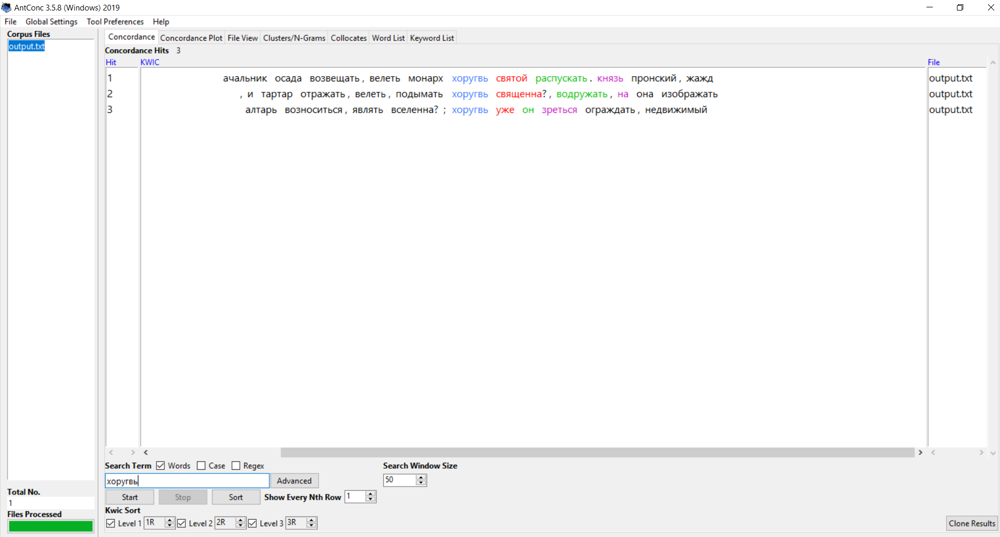 AntConc 3.5.8 (Windows) 2019
File Global Settings Tool Preferences Help
Corpus Files
output.txt
Concordance Concordance Plot File View Clusters/N-Grams Collocates Word List Keyword List
Concordance Hits 3
Hit KWIC File
1 ачальник осада возвещать, велеть монарх хоругвь святой распускать. князь пронский, жажд output.txt
2 , и тартар отражать, велеть, подымать хоругвь священна?, водружать, на она изображать output.txt
3 алтарь возноситься, являть вселенна? ; хоругвь уже он зреться ограждать, недвижимый output.txt
Search Term Words Case Regex Search Window Size
хоругвь Advanced 50
Start Stop Sort Show Every Nth Row 1
Kwic Sort
Level 1 1R Level 2 2R Level 3 3R
Total No.
1
Files Processed
Clone Results